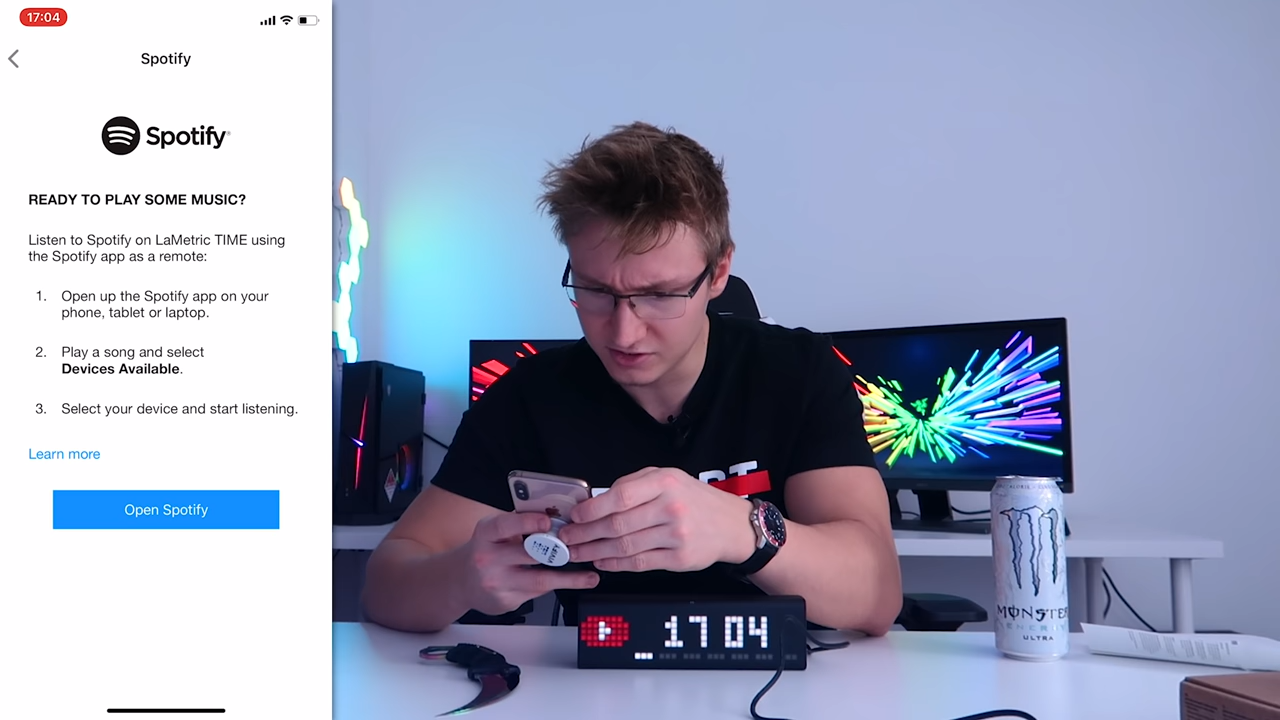 17:04
Spotify
Spotify®
READY TO PLAY SOME MUSIC?
Listen to Spotify on LaMetric TIME using
the Spotify app as a remote:
1. Open up the Spotify app on your
phone, tablet or laptop.
2. Play a song and select
Devices Available.
3. Select your device and start listening.
Learn more
Open Spotify
17 04
MONSTER
ENERGY
ULTRA